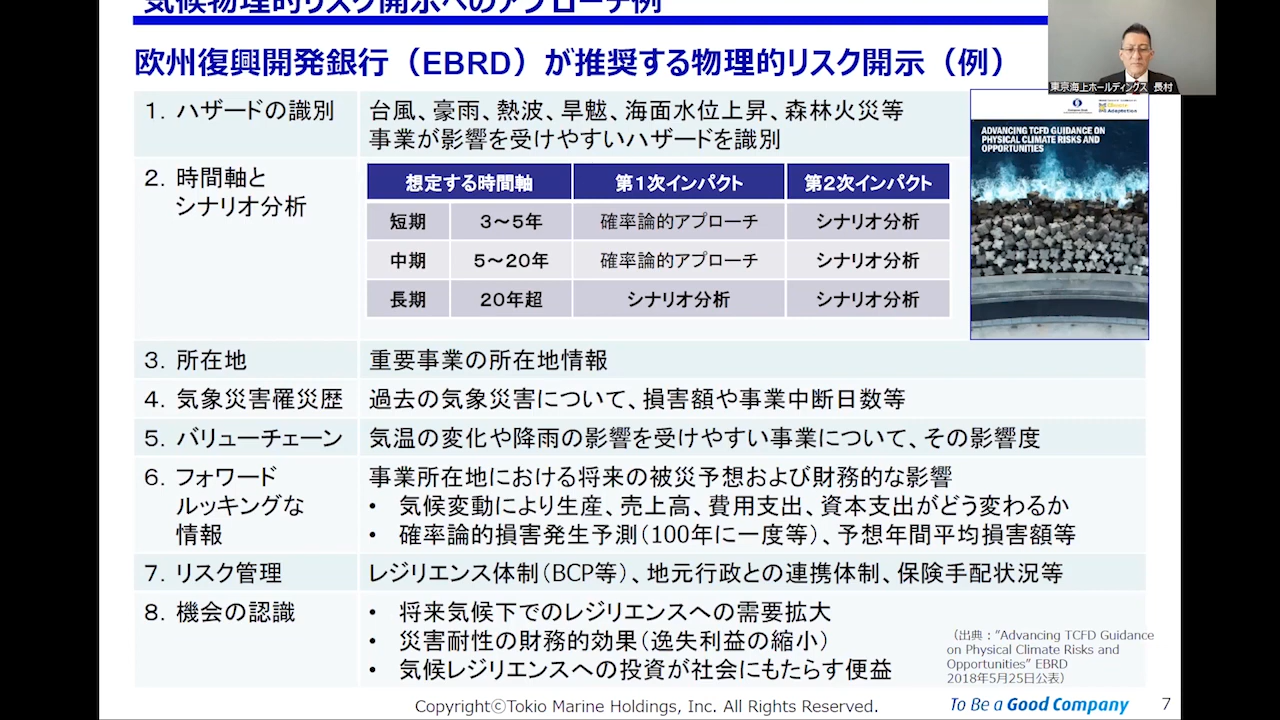 気候物理的リスク開示へのアプローチ例
欧州復興開発銀行（EBRD）が推奨する物理的リスク開示（例）
東京海上ホールディングス 長村
1. ハザードの識別
台風、豪雨、熱波、旱魃、海面水位上昇、森林火災等
事業が影響を受けやすいハザードを識別
ADVANCING TCFD GUIDANCE ON
PHYSICAL CLIMATE RISKS AND
OPPORTUNITIES
2. 時間軸と
シナリオ分析
想定する時間軸 第1次インパクト 第2次インパクト
短期 3～5年 確率論的アプローチ シナリオ分析
中期 5～20年 確率論的アプローチ シナリオ分析
長期 20年超 シナリオ分析 シナリオ分析
3. 所在地
重要事業の所在地情報
4. 気象災害罹災歴
過去の気象災害について、損害額や事業中断日数等
5. バリューチェーン
気温の変化や降雨の影響を受けやすい事業について、その影響度
6. フォワード
ルッキングな
情報
事業所在地における将来の被災予想および財務的な影響
• 気候変動により生産、売上高、費用支出、資本支出がどう変わるか
• 確率論的損害発生予測（100年に一度等）、予想年間平均損害額等
7. リスク管理
レジリエンス体制（BCP等）、地元行政との連携体制、保険手配状況等
8. 機会の認識
• 将来気候下でのレジリエンスへの需要拡大
• 災害耐性の財務的効果（逸失利益の縮小）
• 気候レジリエンスへの投資が社会にもたらす便益
（出典："Advancing TCFD Guidance
on Physical Climate Risks and
Opportunities" EBRD
2018年5月25日公表）
CopyrightⓒTokio Marine Holdings, Inc. All Rights Reserved.
To Be a Good Company
7